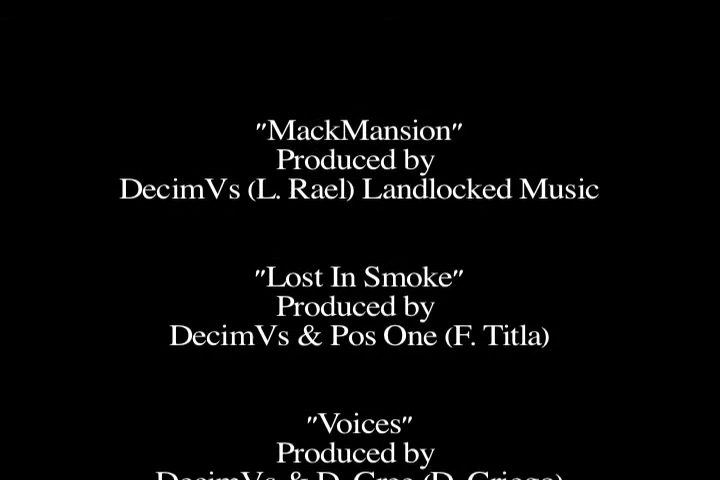 "MackMansion"
Produced by
DecimVs (L. Rael) Landlocked Music
"Lost In Smoke"
Produced by
DecimVs & Pos One (F. Titla)
"Voices"
Produced by
DecimVs & D. (D.